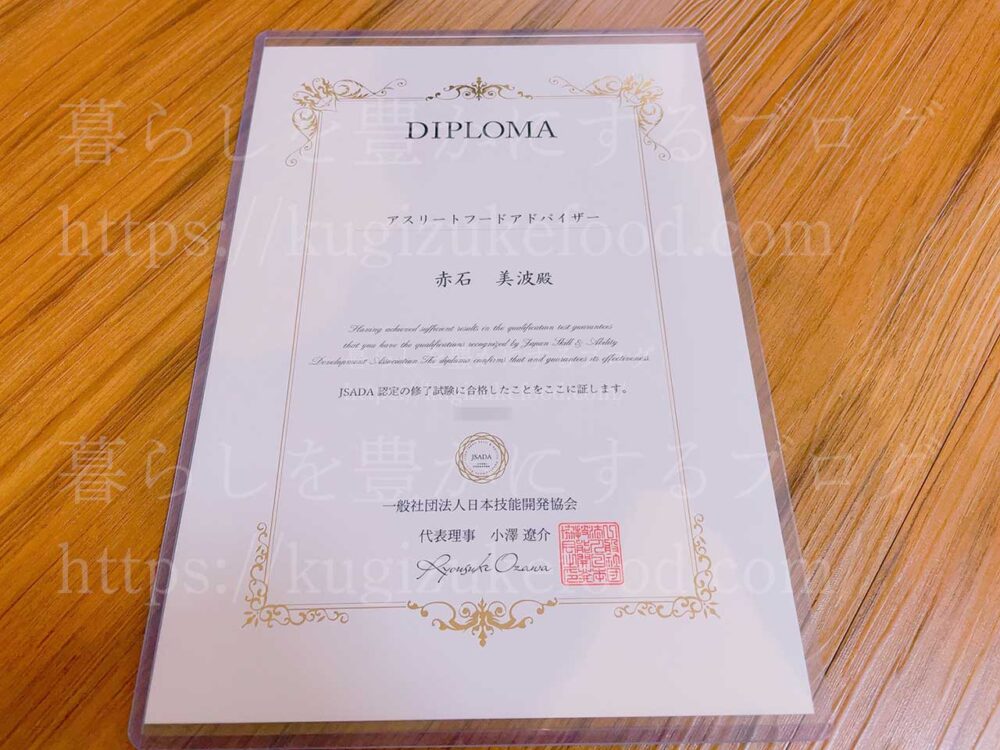 暮らしを豊かにするブログ
DIPLOMA
アスリートフードアドバイザー
https://kugizukefood.com/
赤石 美波殿
Having achieved sufficient results in the qualification test guarantees
that you have the qualifications recognized by Japan Skill & Ability
Development Association The diploma confirms that and guarantees its effectiveness.
JSADA 認定の修了試験に合格したことをここに証します。
暮らしを豊かにするブログ
JSADA
一般社団法人日本技能開発協会
代表理事 小澤 遼介
Ryousuke Ozawa
https://kugizukefood.com/